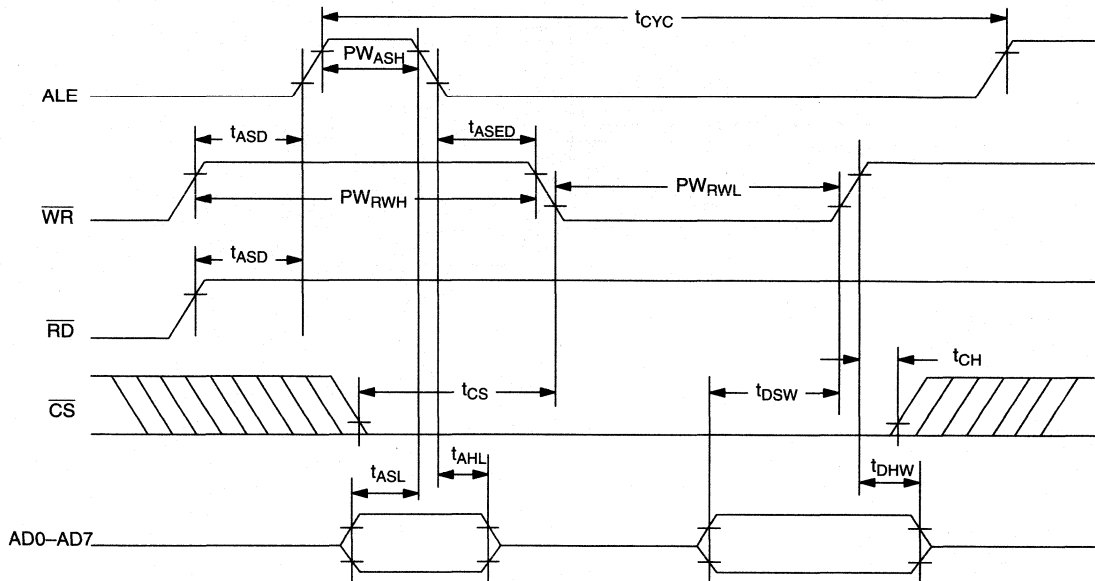 tCYC
PWASH
ALE
tASD
tASED
WR
PWRWH
PWRWL
tASD
RD
tCH
CS
tCS
tDSW
tASL
tAHL
tDHW
AD0–AD7